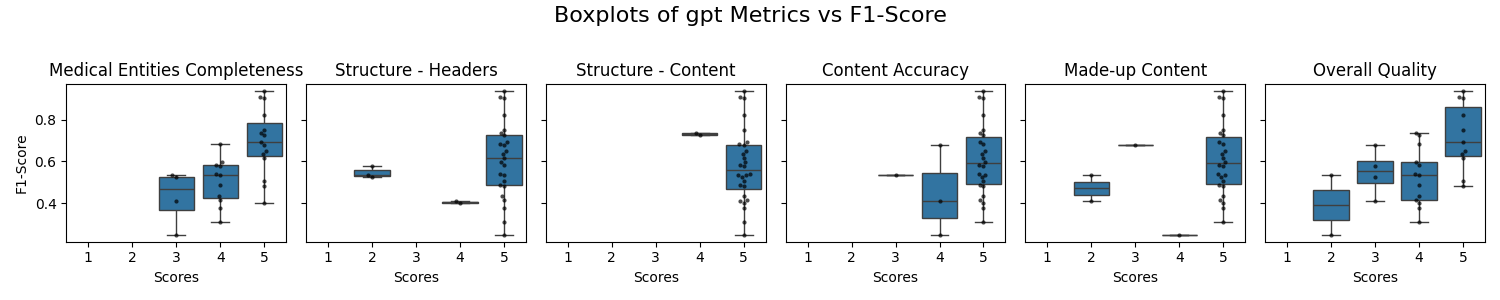 Boxplots of gpt Metrics vs F1-Score
Medical Entities Completeness
Structure - Headers
Structure - Content
Content Accuracy
Made-up Content
Overall Quality
F1-Score
0.8
0.6
0.4
1 2 3 4 5
1 2 3 4 5
1 2 3 4 5
1 2 3 4 5
1 2 3 4 5
1 2 3 4 5
Scores
Scores
Scores
Scores
Scores
Scores